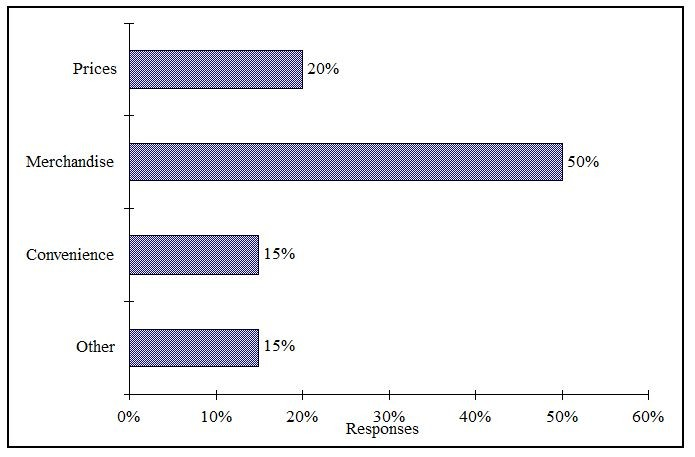 Prices 20%
Merchandise 50%
Convenience 15%
Other 15%
0% 10% 20% 30% 40% 50% 60%
Responses